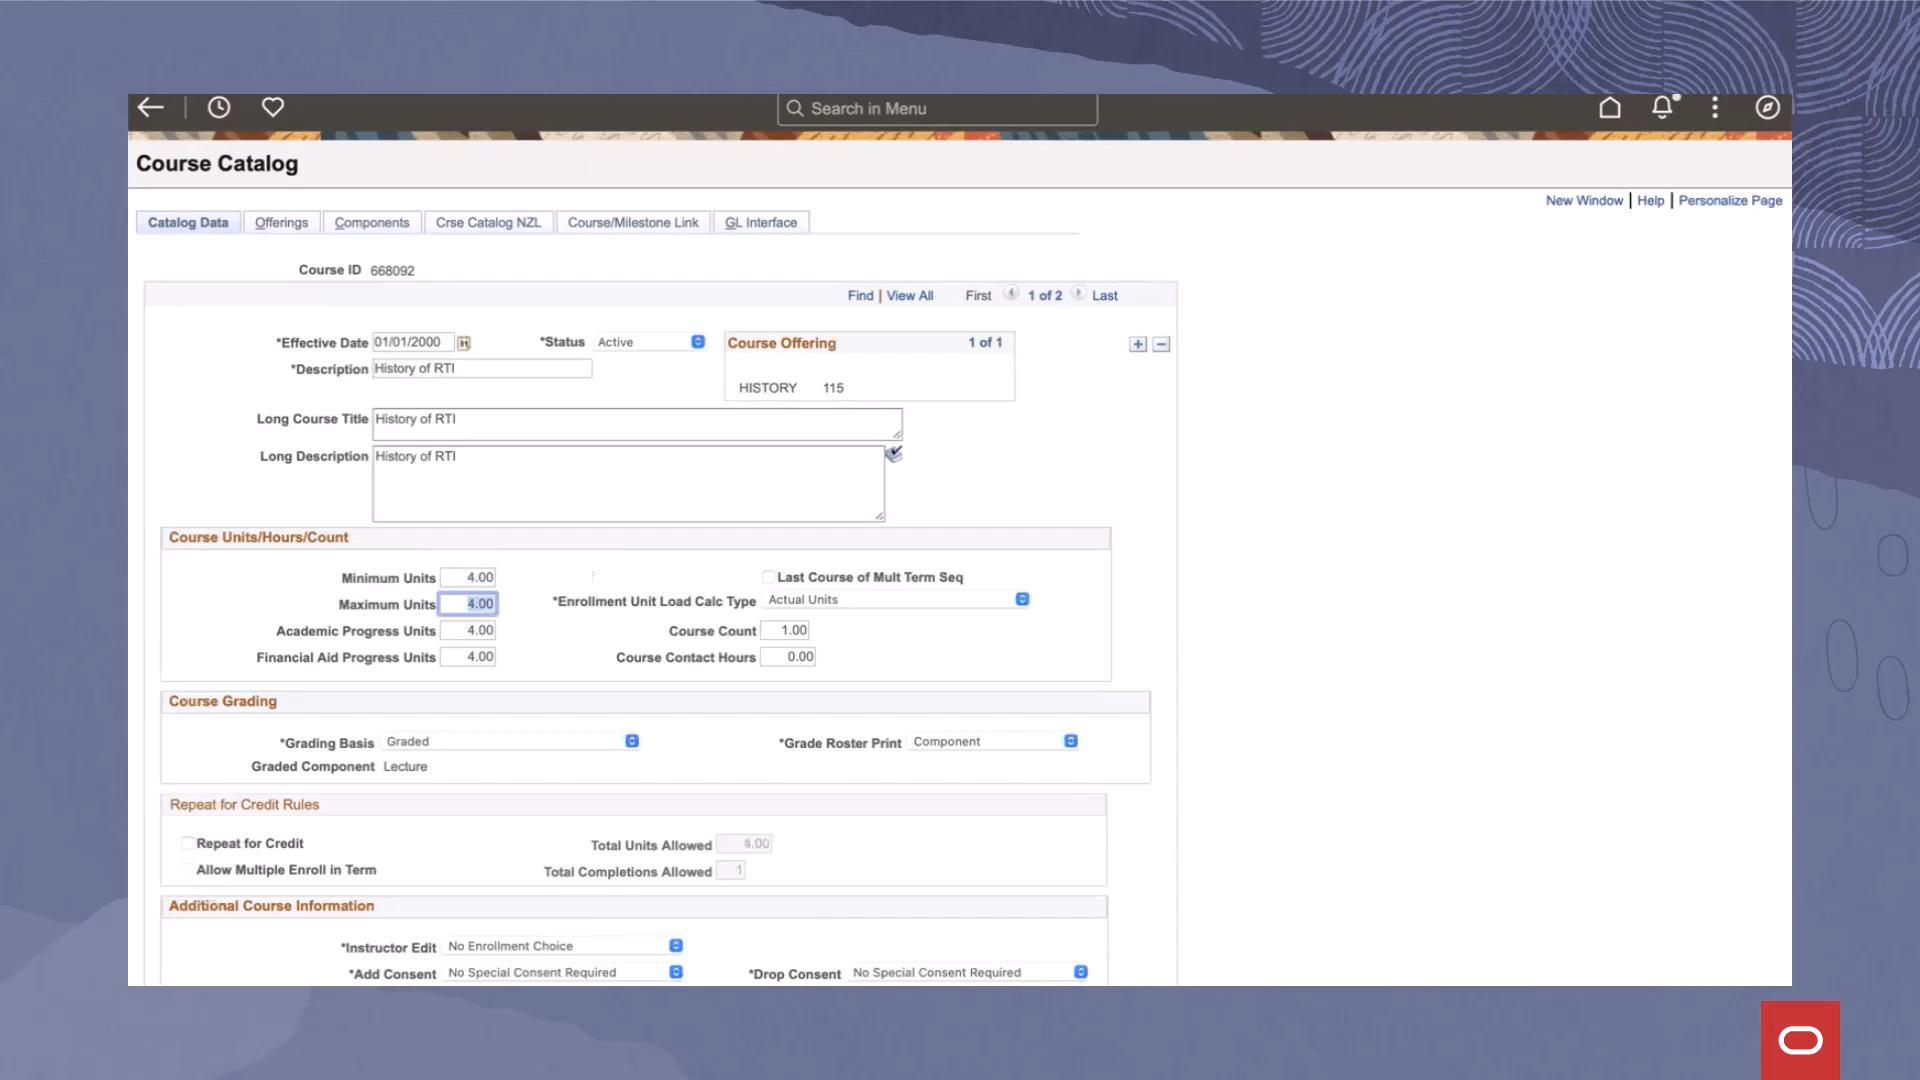 Search in Menu
Course Catalog
New Window | Help | Personalize Page
Catalog Data Offerings Components Crse Catalog NZL Course/Milestone Link GL Interface
Course ID 668092
Find | View All First 1 of 2 Last
*Effective Date 01/01/2000 *Status Active Course Offering 1 of 1
*Description History of RTI
HISTORY 115
Long Course Title History of RTI
Long Description History of RTI
Course Units/Hours/Count
Minimum Units 4.00 Last Course of Mult Term Seq
Maximum Units 4.00 *Enrollment Unit Load Calc Type Actual Units
Academic Progress Units 4.00 Course Count 1.00
Financial Aid Progress Units 4.00 Course Contact Hours 0.00
Course Grading
*Grading Basis Graded *Grade Roster Print Component
Graded Component Lecture
Repeat for Credit Rules
Repeat for Credit Total Units Allowed
Allow Multiple Enroll in Term Total Completions Allowed 1
Additional Course Information
*Instructor Edit No Enrollment Choice
*Add Consent No Special Consent Required *Drop Consent No Special Consent Required